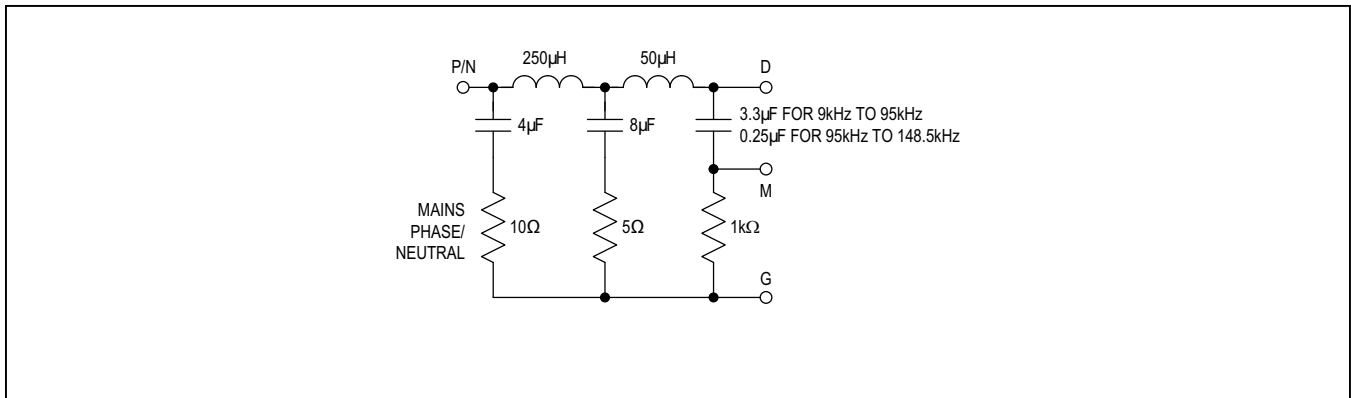 250µH
50µH
P/N
D
4µF
8µF
3.3µF FOR 9kHz TO 95kHz
0.25µF FOR 95kHz TO 148.5kHz
M
MAINS
PHASE/
NEUTRAL
10Ω
5Ω
1kΩ
G